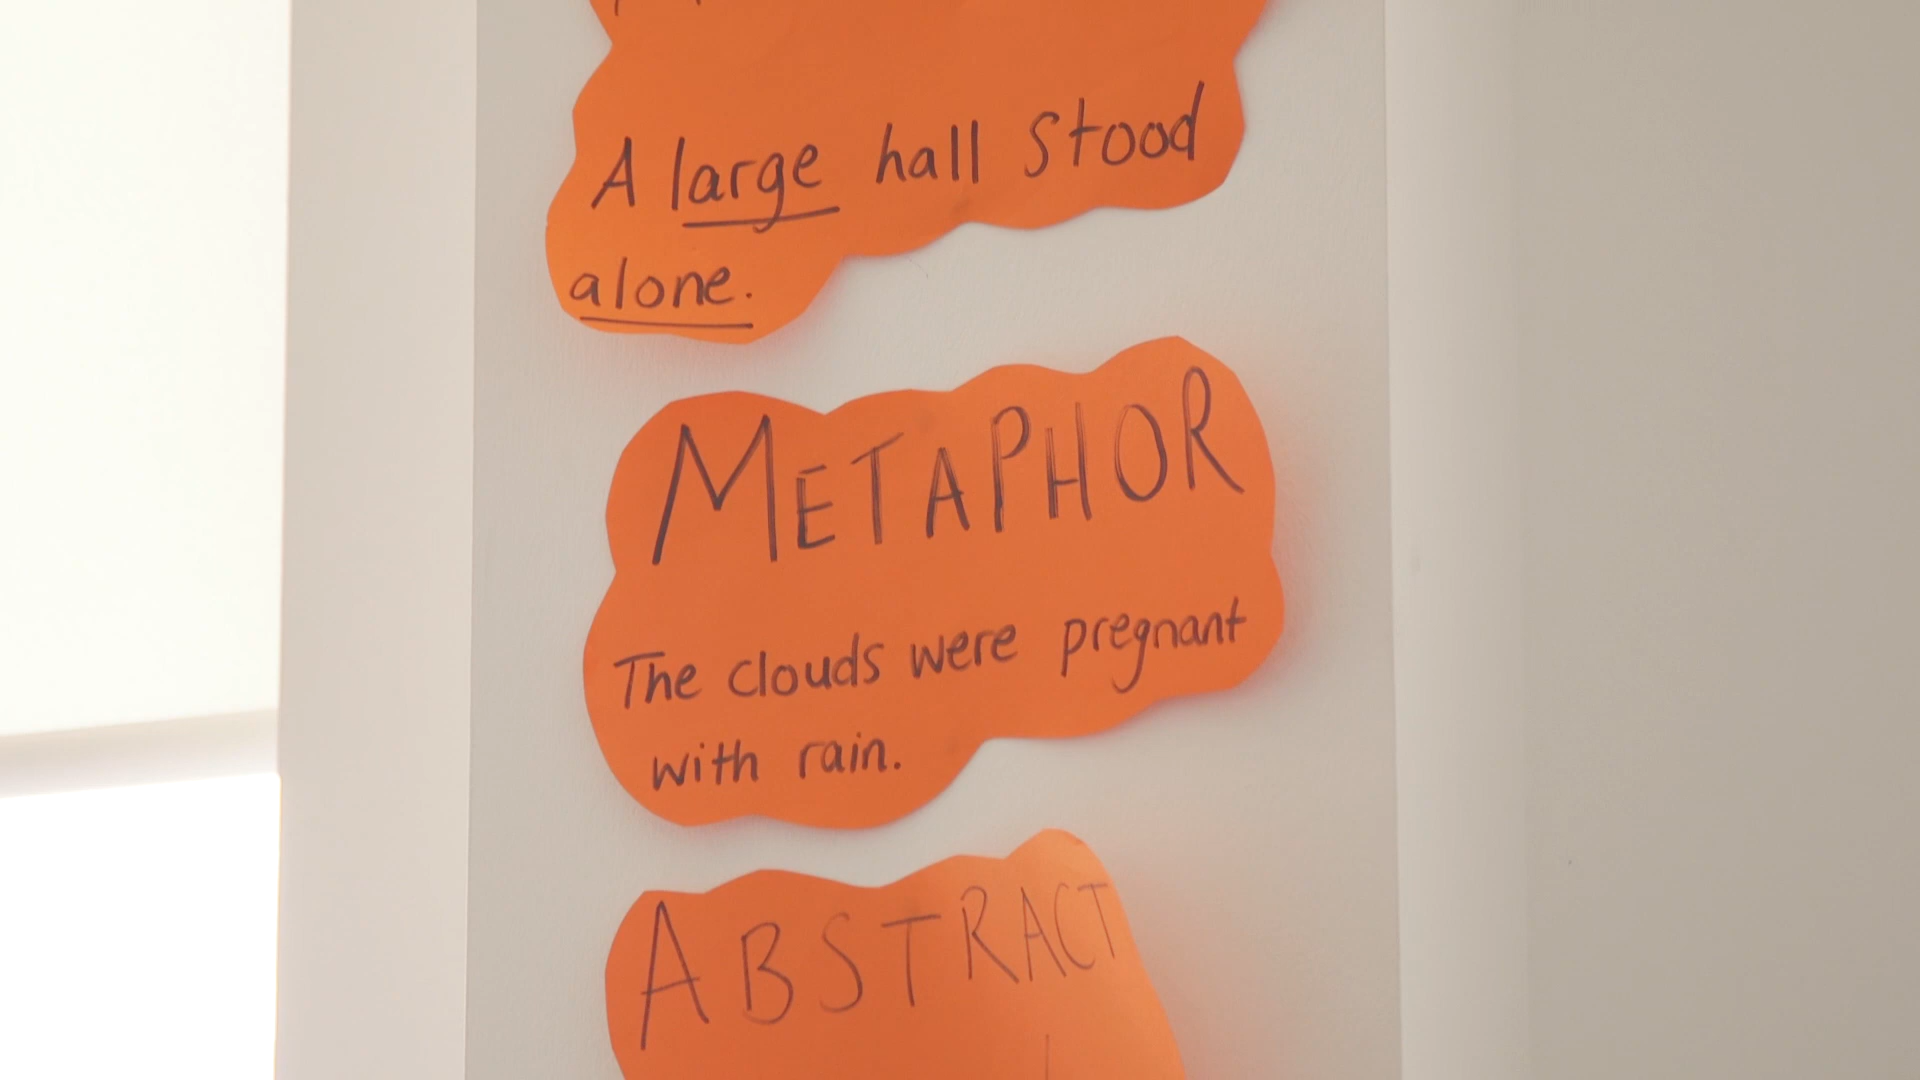 A large hall stood
alone.
METAPHOR
The clouds were pregnant
with rain.
ABSTRACT